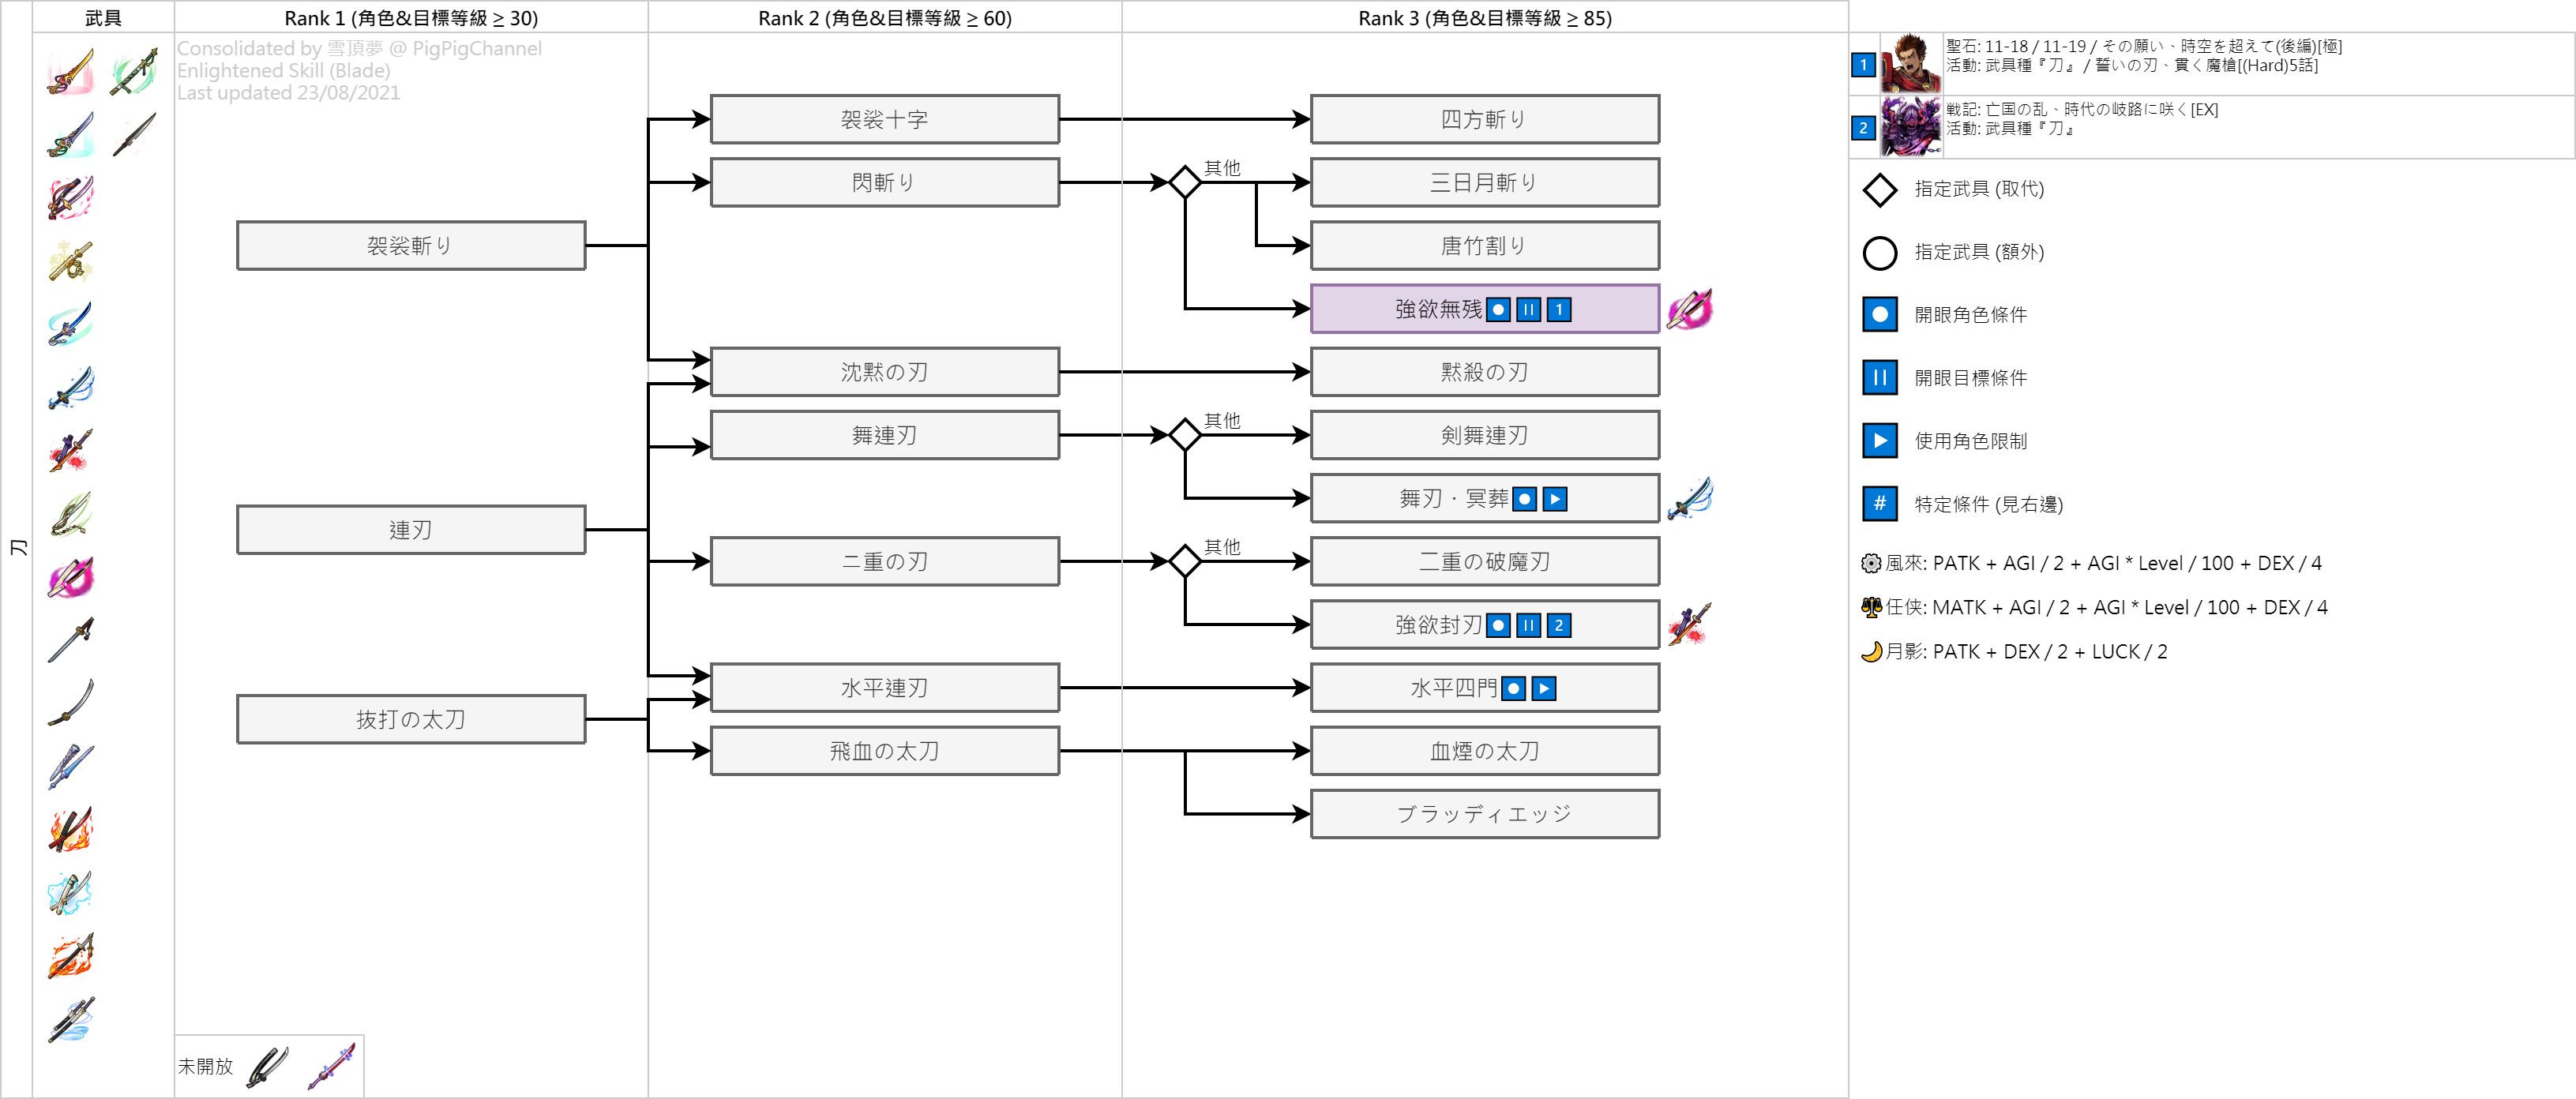 武具
Rank 1 (角色&目標等級 ≥ 30)
Rank 2 (角色&目標等級 ≥ 60)
Rank 3 (角色&目標等級 ≥ 85)
Consolidated by 雪頂夢 @ PigPigChannel
Enlightened Skill (Blade)
Last updated 23/08/2021
刀
袈裟斬り
連刃
抜打の太刀
袈裟十字
閃斬り
沈黙の刃
舞連刃
二重の刃
水平連刃
飛血の太刀
四方斬り
其他
三日月斬り
唐竹割り
強欲無残 1
黙殺の刃
其他
剣舞連刃
舞刃・冥葬
其他
二重の破魔刃
強欲封刃 2
水平四門
血煙の太刀
ブラッディエッジ
未開放
1
聖石: 11-18 / 11-19 / その願い、時空を超えて(後編)[極]
活動: 武具種『刀』 / 誓いの刃、貫く魔槍[(Hard)5話]
2
戦記: 亡国の乱、時代の岐路に咲く[EX]
活動: 武具種『刀』
指定武具 (取代)
指定武具 (額外)
開眼角色條件
開眼目標條件
使用角色限制
# 特定條件 (見右邊)
風來: PATK + AGI / 2 + AGI * Level / 100 + DEX / 4
任侠: MATK + AGI / 2 + AGI * Level / 100 + DEX / 4
月影: PATK + DEX / 2 + LUCK / 2